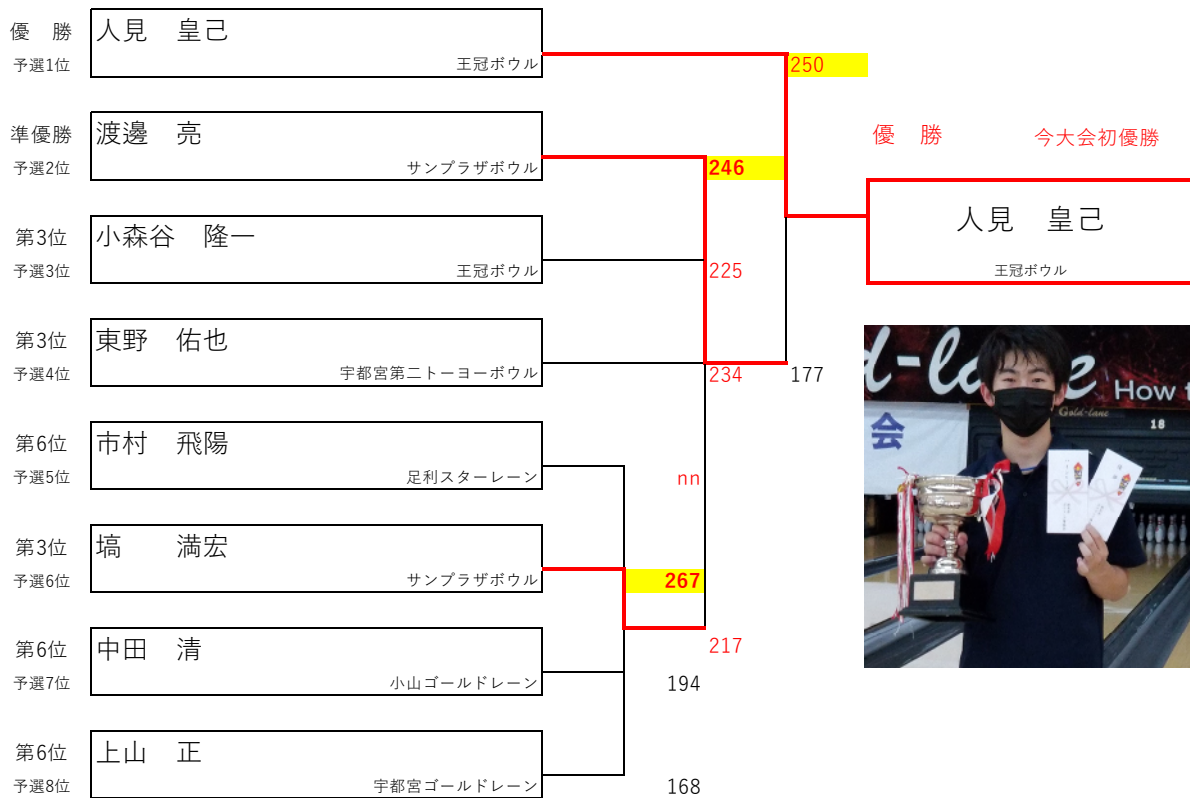 優　勝
人見　皇己
予選1位
王冠ボウル
250
準優勝
渡邊　亮
予選2位
サンプラザボウル
246
優　勝
今大会初優勝
人見　皇己
王冠ボウル
第3位
小森谷　隆一
予選3位
王冠ボウル
225
第3位
東野　佑也
予選4位
宇都宮第二トーヨーボウル
234
177
第6位
市村　飛陽
予選5位
足利スターレーン
nn
第3位
塙　　満宏
予選6位
サンプラザボウル
267
217
第6位
中田　清
予選7位
小山ゴールドレーン
194
第6位
上山　正
予選8位
宇都宮ゴールドレーン
168
d-lane
How t
Gold-lane
18
会